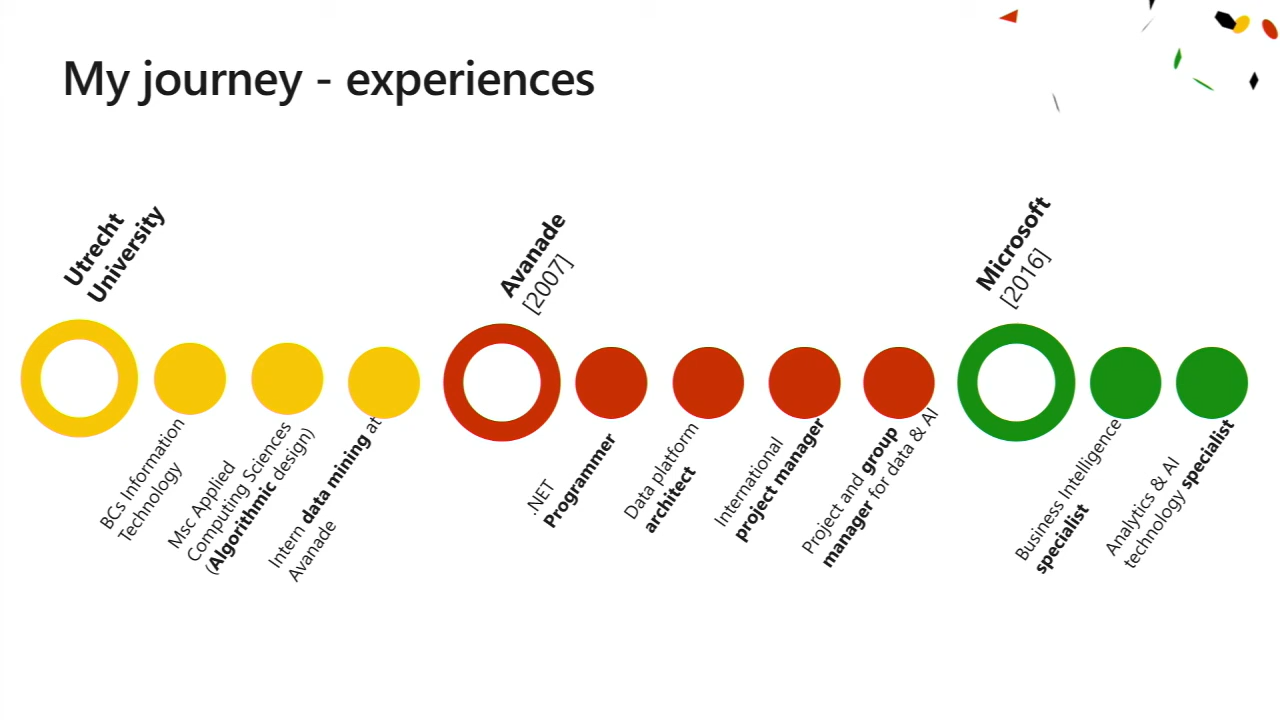 My journey - experiences
Utrecht
University
BCs Information
Technology
Msc Applied
Computing Sciences
(Algorithmic design)
Intern data mining at
Avanade
Avanade
[2007]
.NET
Programmer
Data platform
architect
International
project manager
Project and group
manager for data & AI
Microsoft
[2016]
Business Intelligence
specialist
Analytics & AI
technology specialist